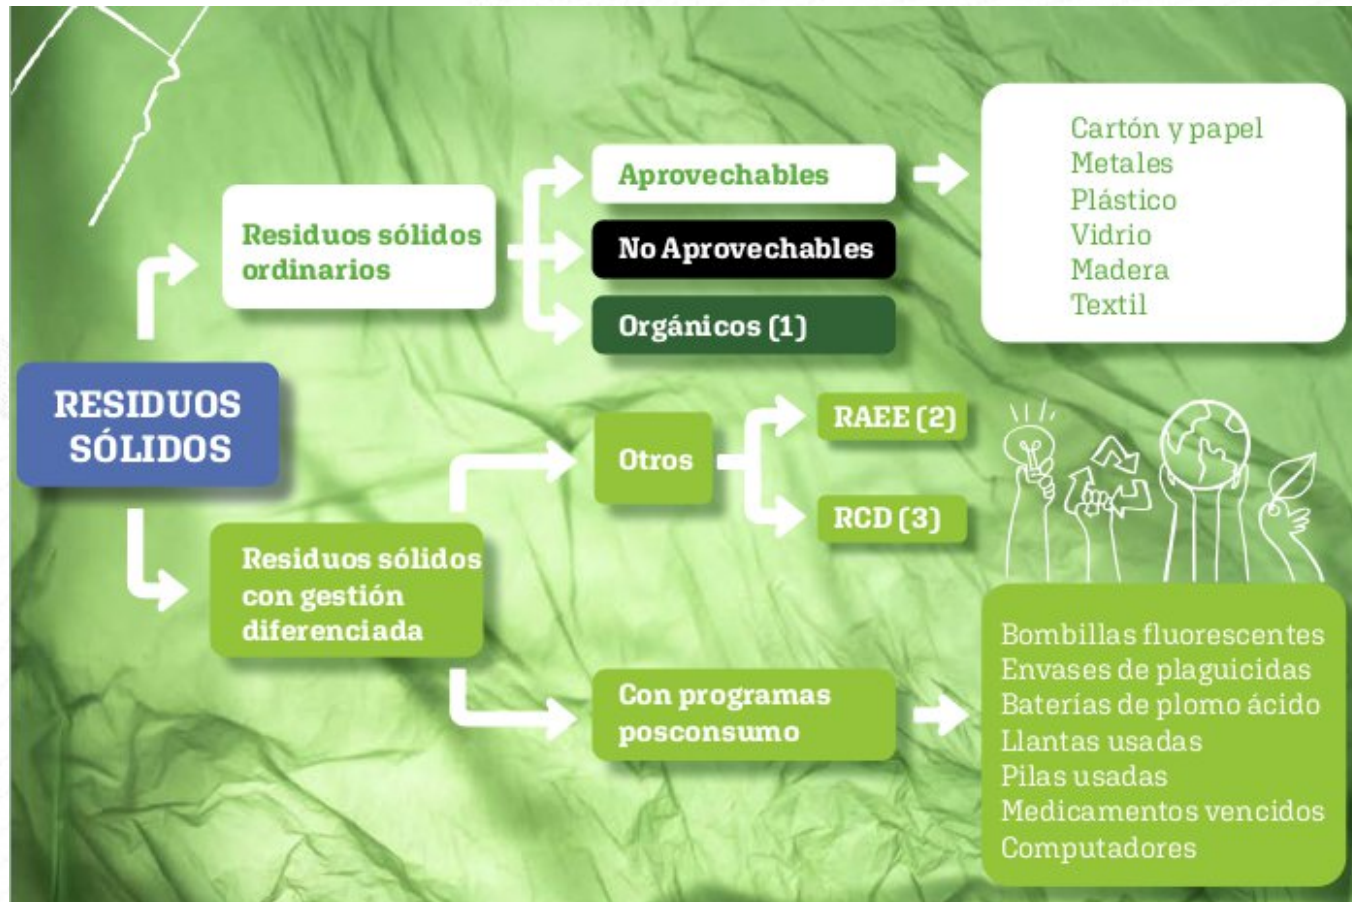 RESIDUOS
SÓLIDOS
Residuos sólidos
ordinarios
Aprovechables
No Aprovechables
Orgánicos (1)
Cartón y papel
Metales
Plástico
Vidrio
Madera
Textil
Residuos sólidos
con gestión
diferenciada
Otros
RAEE (2)
RCD (3)
Con programas
posconsumo
Bombillas fluorescentes
Envases de plaguicidas
Baterías de plomo ácido
Llantas usadas
Pilas usadas
Medicamentos vencidos
Computadores